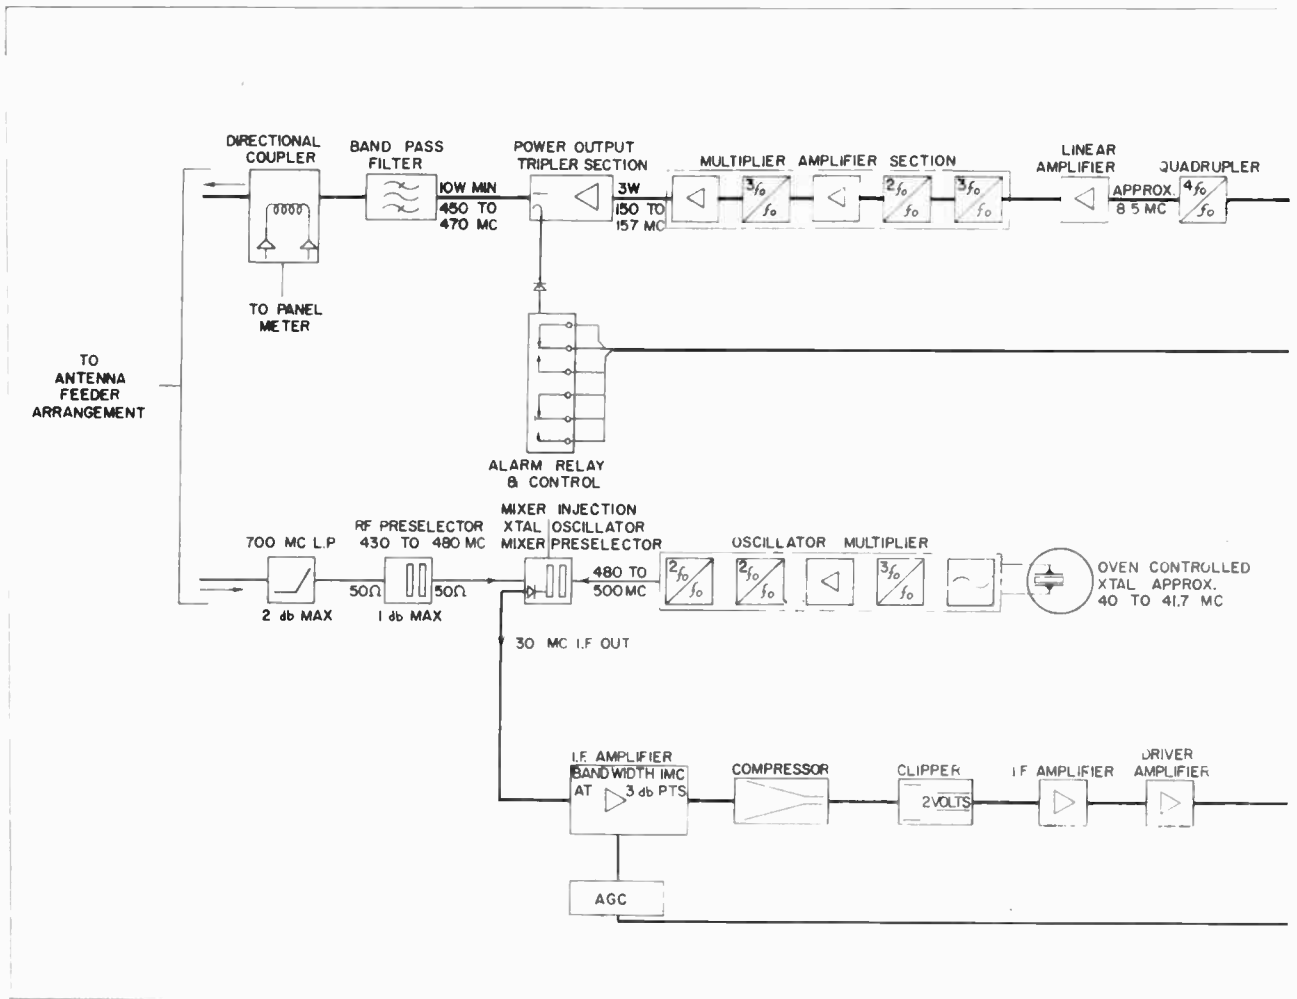 DIRECTIONAL
COUPLER
BAND PASS
FILTER
POWER OUTPUT
TRIPLER SECTION
MULTIPLIER AMPLIFIER SECTION
LINEAR
AMPLIFIER
QUADRUPLER
10W MIN
450 TO
470 MC
3W
150 TO
157 MC
3fo
fo
2fo
fo
3fo
fo
APPROX.
8 5 MC
4fo
fo
TO PANEL
METER
TO
ANTENNA
FEEDER
ARRANGEMENT
ALARM RELAY
& CONTROL
MIXER INJECTION
XTAL OSCILLATOR
MIXER PRESELECTOR
700 MC L.P
RF PRESELECTOR
430 TO 480 MC
OSCILLATOR MULTIPLIER
50Ω
50Ω
2 db MAX
1 db MAX
480 TO
500 MC
2fo
fo
2fo
fo
3fo
fo
OVEN CONTROLLED
XTAL APPROX.
40 TO 41.7 MC
30 MC I.F OUT
I.F. AMPLIFIER
BANDWIDTH 1MC
AT 3 db PTS
COMPRESSOR
CLIPPER
2 VOLTS
I F AMPLIFIER
DRIVER
AMPLIFIER
AGC